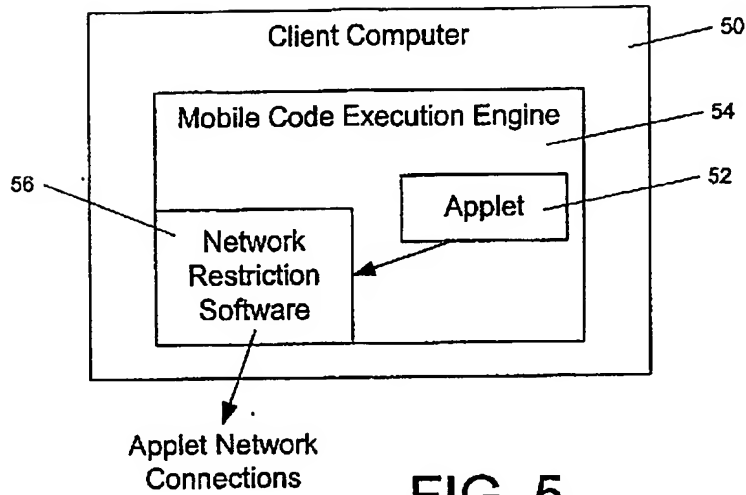 Client Computer
50
Mobile Code Execution Engine
54
56
52
Applet
Network
Restriction
Software
Applet Network
Connections
FIG. 5